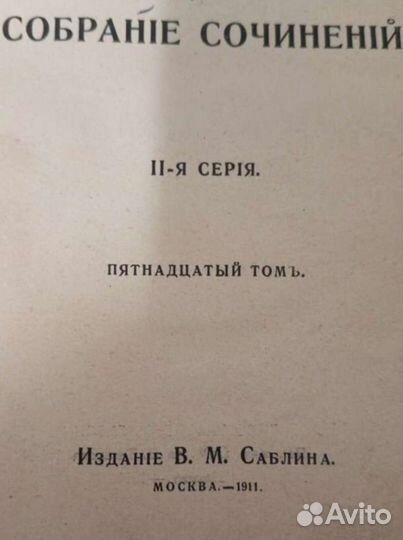 СОБРАНІЕ СОЧИНЕНІЙ
II-Я СЕРІЯ.
ПЯТНАДЦАТЫЙ ТОМЪ.
ИЗДАНІЕ В. М. САБЛИНА.
МОСКВА.—1911.
Avito